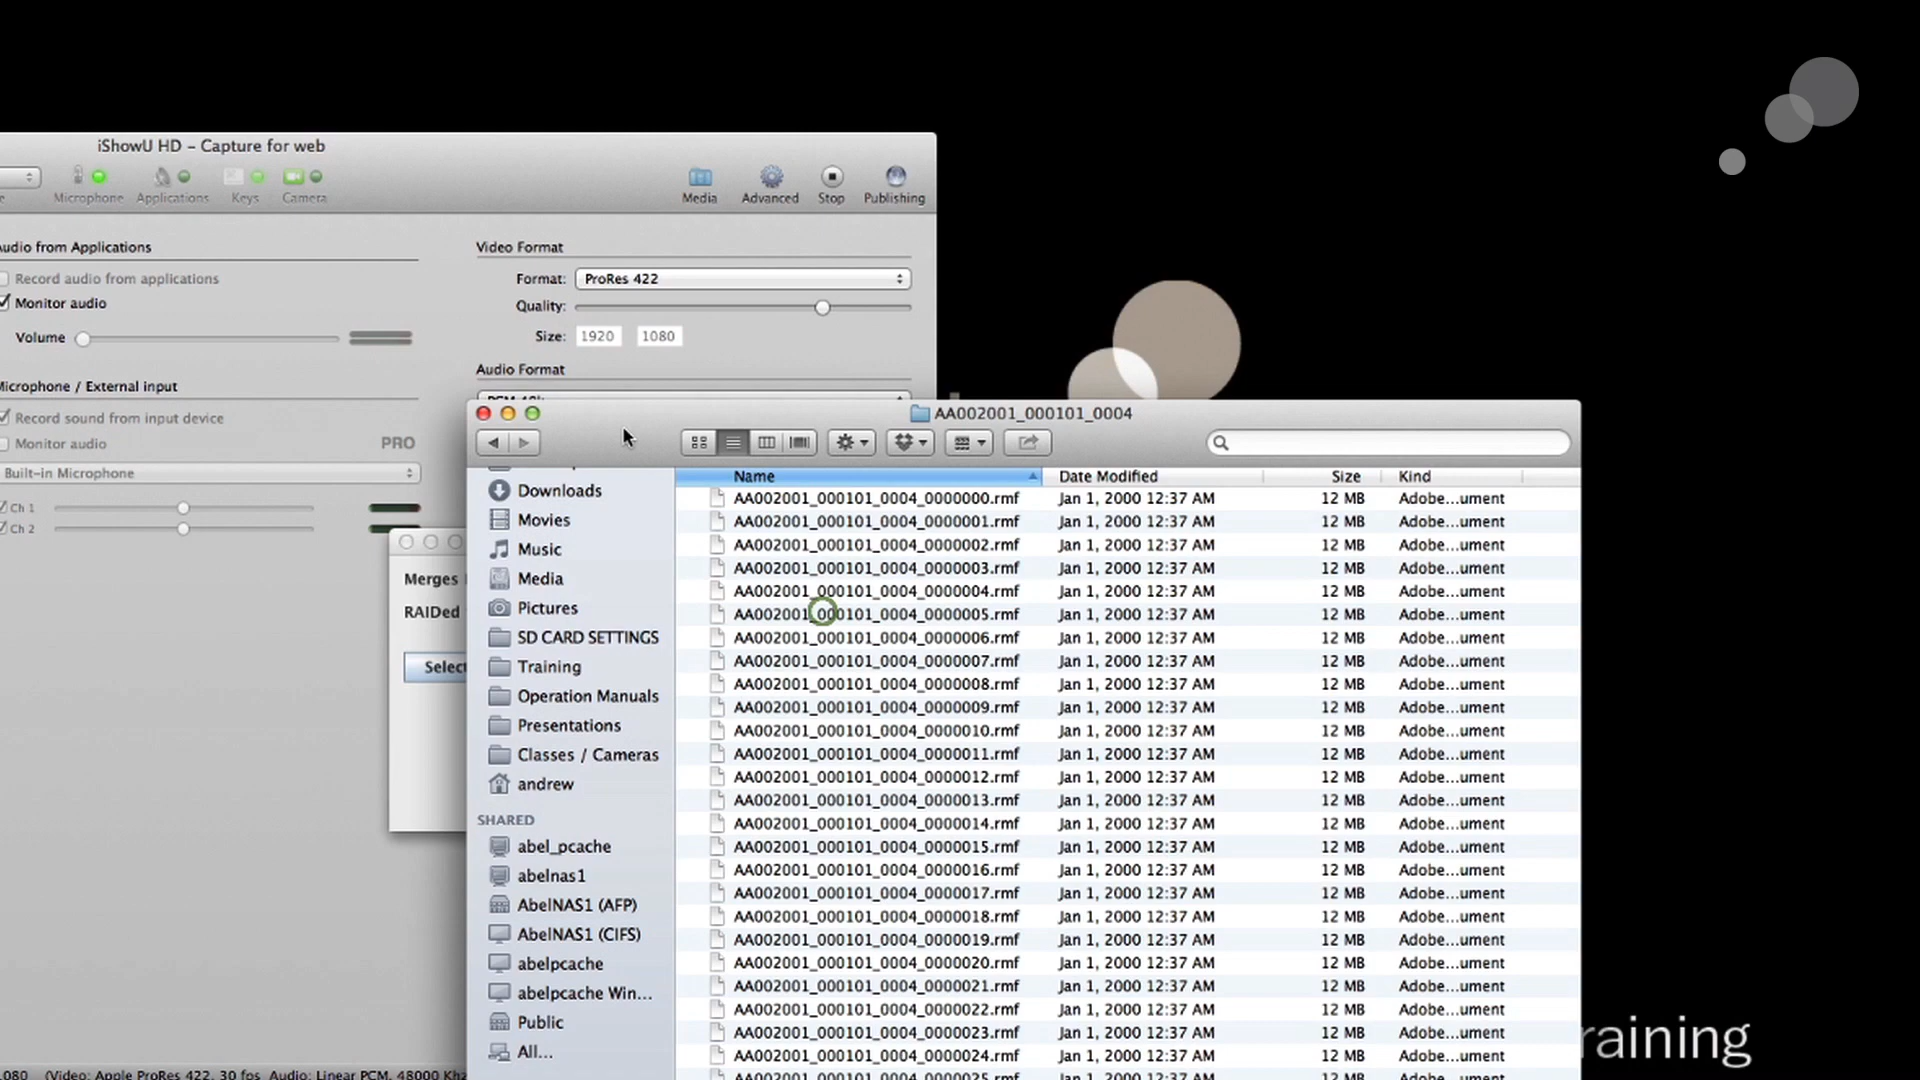 iShowU HD – Capture for web
Microphone
Applications
Keys
Camera
Media
Advanced
Stop
Publishing
Audio from Applications
Record audio from applications
Monitor audio
Volume
Microphone / External input
Record sound from input device
Monitor audio
PRO
Built-in Microphone
Ch 1
Ch 2
Video Format
Format: ProRes 422
Quality:
Size: 1920 1080
Audio Format
Merges
RAIDed
Select
AA002001_000101_0004
Downloads
Movies
Music
Media
Pictures
SD CARD SETTINGS
Training
Operation Manuals
Presentations
Classes / Cameras
andrew
SHARED
abel_pcache
abelnas1
AbelNAS1 (AFP)
AbelNAS1 (CIFS)
abelpcache
abelpcache Win...
Public
All...
Name Date Modified Size Kind
AA002001_000101_0004_0000000.rmf Jan 1, 2000 12:37 AM 12 MB Adobe...ument
AA002001_000101_0004_0000001.rmf Jan 1, 2000 12:37 AM 12 MB Adobe...ument
AA002001_000101_0004_0000002.rmf Jan 1, 2000 12:37 AM 12 MB Adobe...ument
AA002001_000101_0004_0000003.rmf Jan 1, 2000 12:37 AM 12 MB Adobe...ument
AA002001_000101_0004_0000004.rmf Jan 1, 2000 12:37 AM 12 MB Adobe...ument
AA002001_000101_0004_0000005.rmf Jan 1, 2000 12:37 AM 12 MB Adobe...ument
AA002001_000101_0004_0000006.rmf Jan 1, 2000 12:37 AM 12 MB Adobe...ument
AA002001_000101_0004_0000007.rmf Jan 1, 2000 12:37 AM 12 MB Adobe...ument
AA002001_000101_0004_0000008.rmf Jan 1, 2000 12:37 AM 12 MB Adobe...ument
AA002001_000101_0004_0000009.rmf Jan 1, 2000 12:37 AM 12 MB Adobe...ument
AA002001_000101_0004_0000010.rmf Jan 1, 2000 12:37 AM 12 MB Adobe...ument
AA002001_000101_0004_0000011.rmf Jan 1, 2000 12:37 AM 12 MB Adobe...ument
AA002001_000101_0004_0000012.rmf Jan 1, 2000 12:37 AM 12 MB Adobe...ument
AA002001_000101_0004_0000013.rmf Jan 1, 2000 12:37 AM 12 MB Adobe...ument
AA002001_000101_0004_0000014.rmf Jan 1, 2000 12:37 AM 12 MB Adobe...ument
AA002001_000101_0004_0000015.rmf Jan 1, 2000 12:37 AM 12 MB Adobe...ument
AA002001_000101_0004_0000016.rmf Jan 1, 2000 12:37 AM 12 MB Adobe...ument
AA002001_000101_0004_0000017.rmf Jan 1, 2000 12:37 AM 12 MB Adobe...ument
AA002001_000101_0004_0000018.rmf Jan 1, 2000 12:37 AM 12 MB Adobe...ument
AA002001_000101_0004_0000019.rmf Jan 1, 2000 12:37 AM 12 MB Adobe...ument
AA002001_000101_0004_0000020.rmf Jan 1, 2000 12:37 AM 12 MB Adobe...ument
AA002001_000101_0004_0000021.rmf Jan 1, 2000 12:37 AM 12 MB Adobe...ument
AA002001_000101_0004_0000022.rmf Jan 1, 2000 12:37 AM 12 MB Adobe...ument
AA002001_000101_0004_0000023.rmf Jan 1, 2000 12:37 AM 12 MB Adobe...ument
AA002001_000101_0004_0000024.rmf Jan 1, 2000 12:37 AM 12 MB Adobe...ument
raining
.080 (Video: Apple ProRes 422, 30 fps Audio: Linear PCM, 48000 Khz